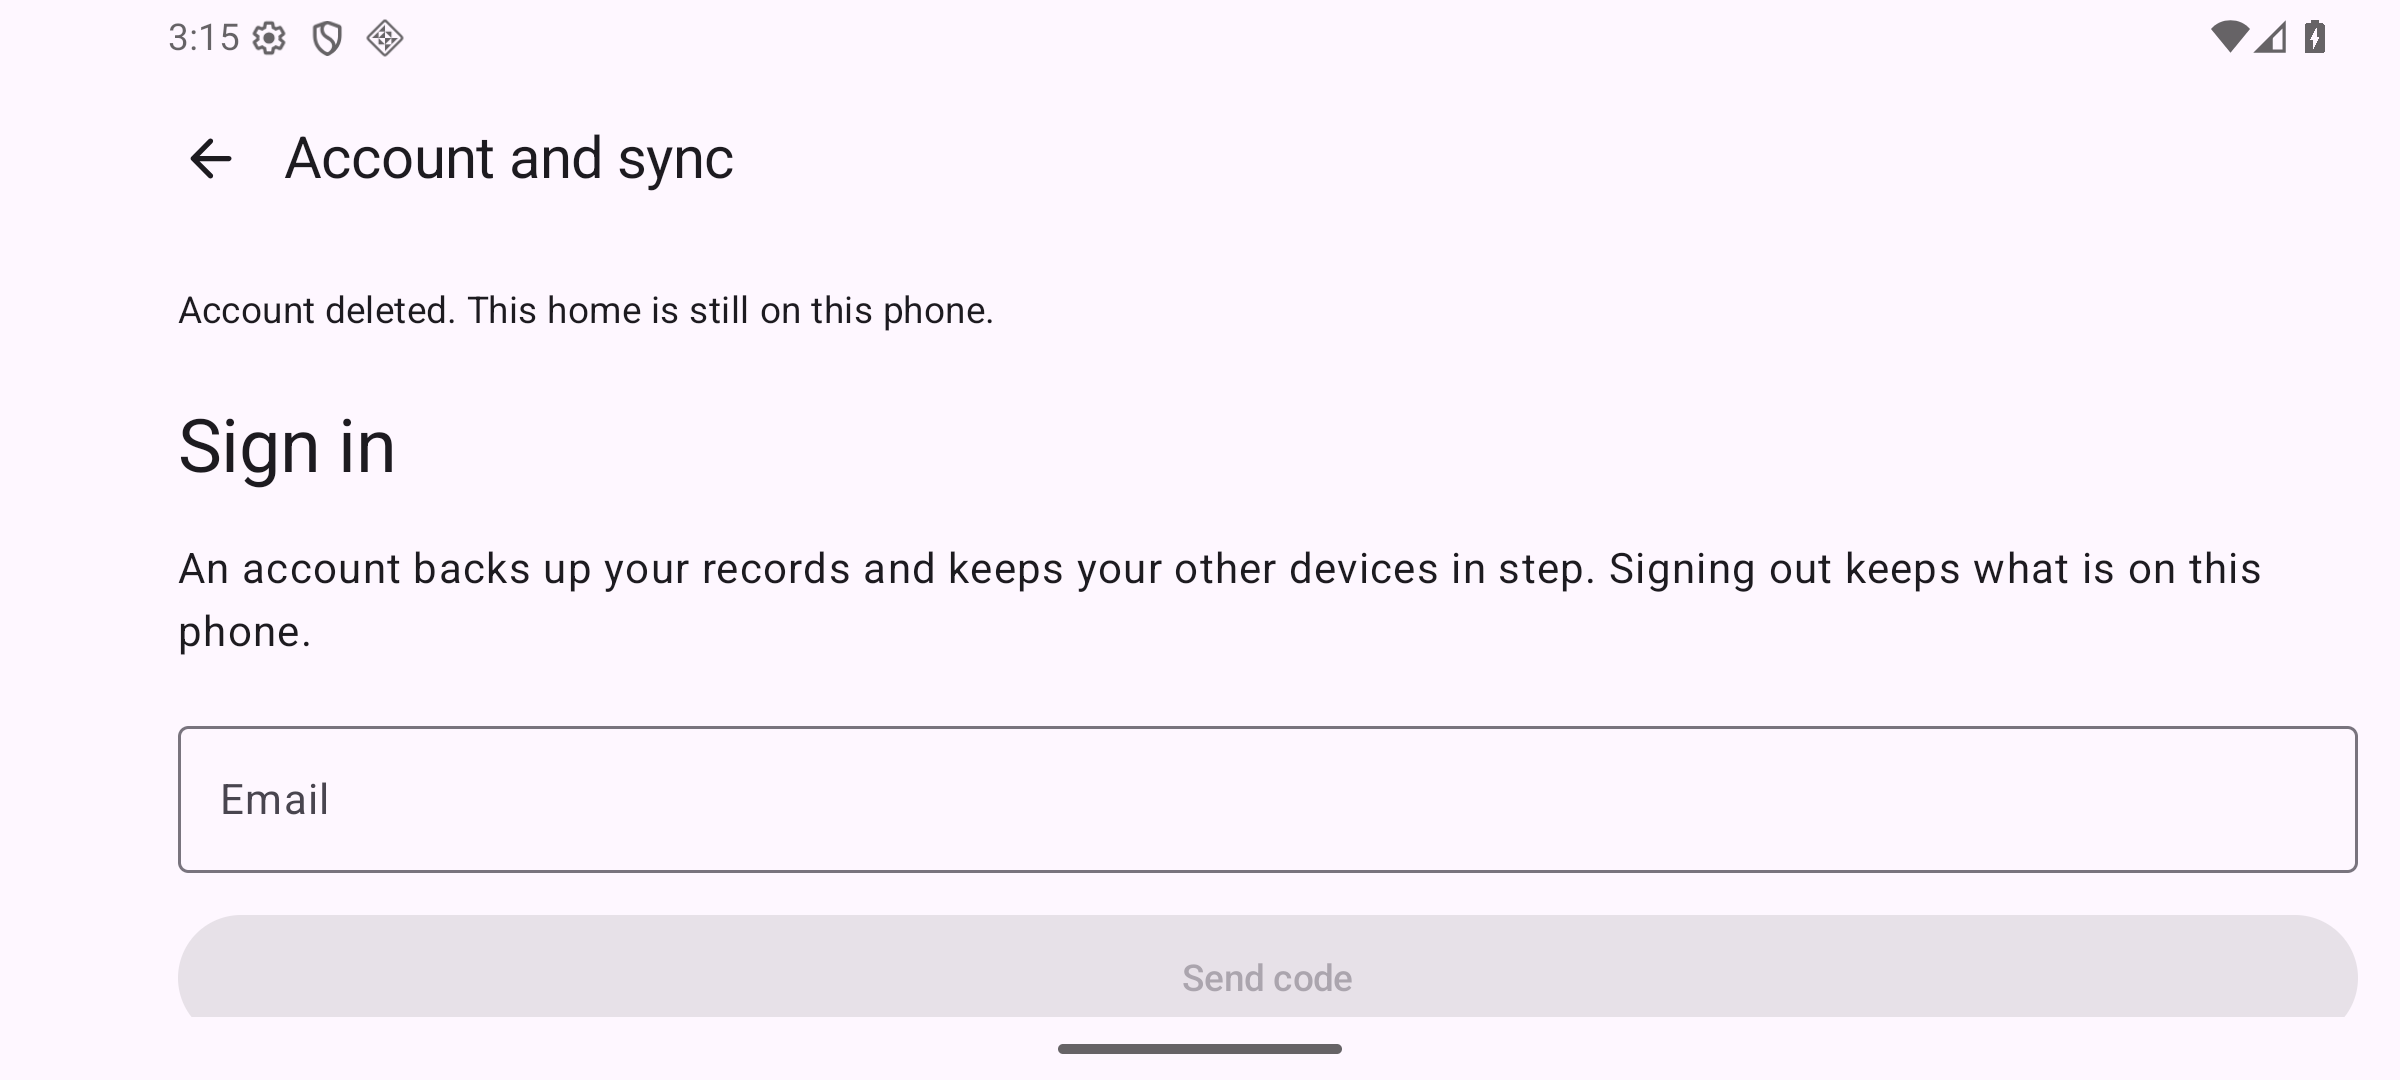 3:15
Account and sync
Account deleted. This home is still on this phone.
Sign in
An account backs up your records and keeps your other devices in step. Signing out keeps what is on this
phone.
Email
Send code